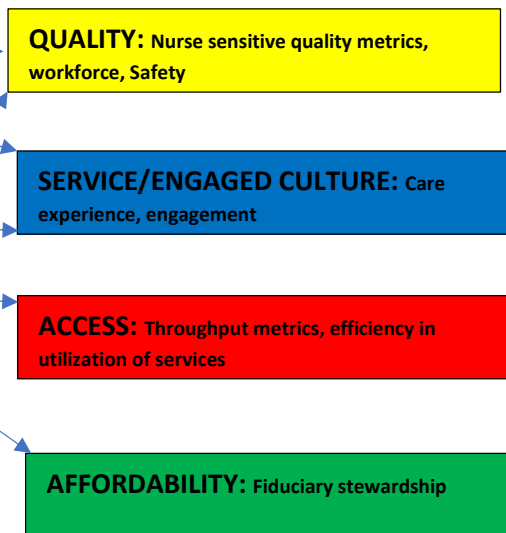 QUALITY: Nurse sensitive quality metrics,
workforce, Safety
SERVICE/ENGAGED CULTURE: Care
experience, engagement
ACCESS: Throughput metrics, efficiency in
utilization of services
AFFORDABILITY: Fiduciary stewardship